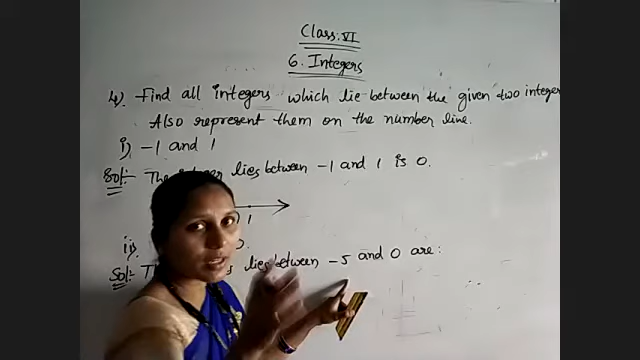 Class: VI
6. Integers
4) Find all integers which lie between the given two integer
Also represent them on the number line.
i) -1 and 1
Sol:- The lies between -1 and 1 is 0.
1
ii) 0.
Sol:- lies between -5 and 0 are: